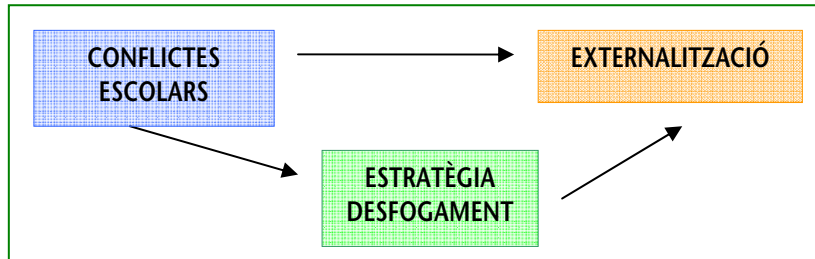 CONFLICTES
ESCOLARS
EXTERNALITZACIÓ
ESTRATÈGIA
DESFOGAMENT